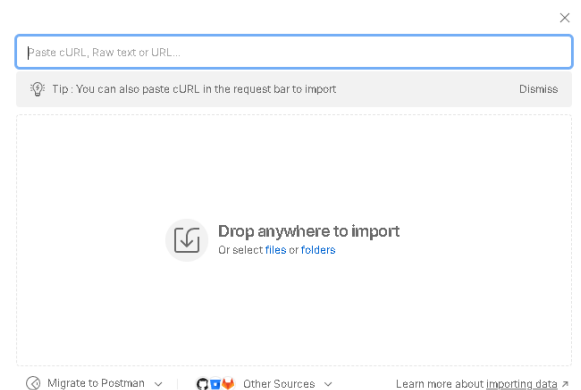 Paste cURL, Raw text or URL...
Tip : You can also paste cURL in the request bar to import
Dismiss
Drop anywhere to import
Or select files or folders
Migrate to Postman
Other Sources
Learn more about importing data